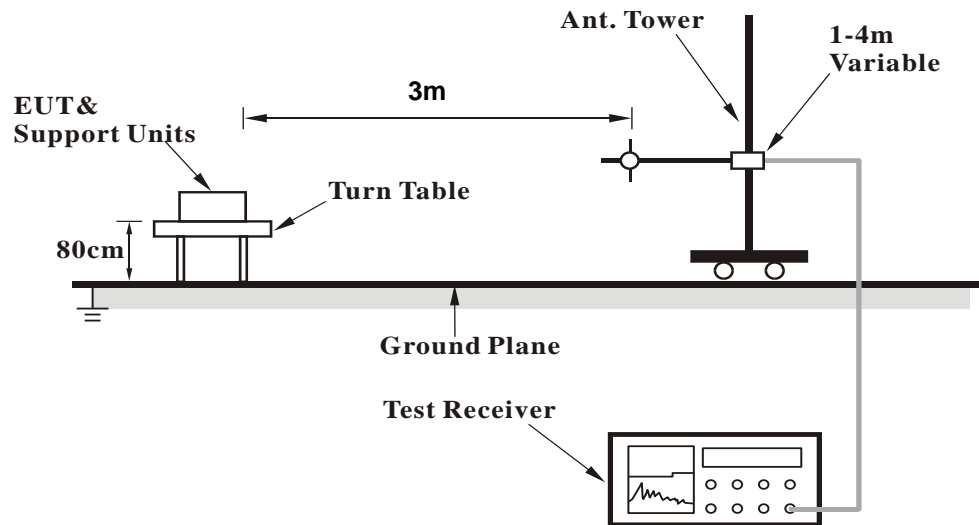 Ant. Tower
1-4m
Variable
3m
EUT&
Support Units
Turn Table
80cm
Ground Plane
Test Receiver